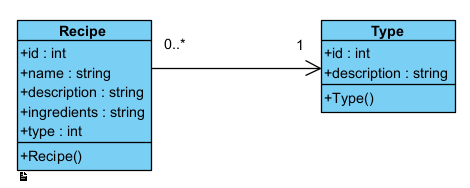 Recipe
+id : int
+name : string
+description : string
+ingredients : string
+type : int
+Recipe()
0..*
1
Type
+id : int
+description : string
+Type()